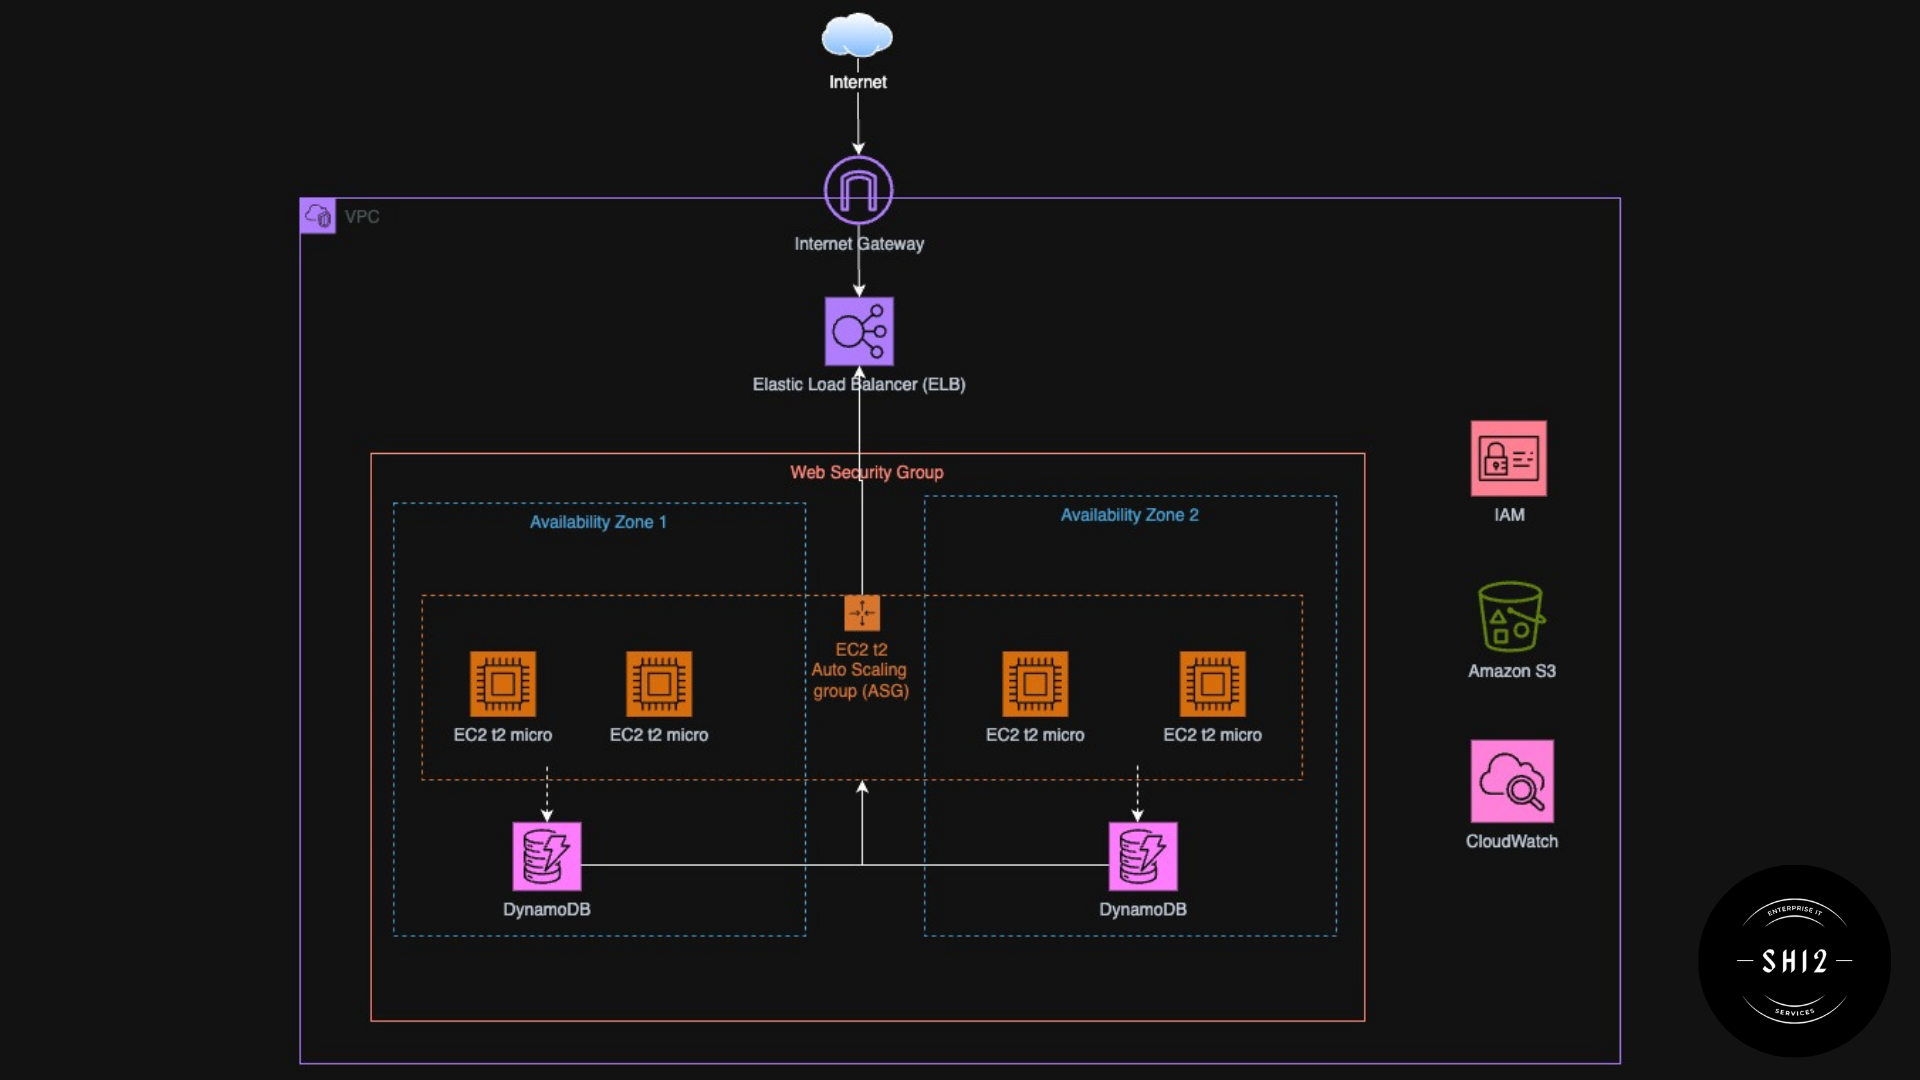 Internet
VPC
Internet Gateway
Elastic Load Balancer (ELB)
Web Security Group
Availability Zone 1
Availability Zone 2
EC2 t2
Auto Scaling
group (ASG)
EC2 t2 micro
EC2 t2 micro
EC2 t2 micro
EC2 t2 micro
DynamoDB
DynamoDB
IAM
Amazon S3
CloudWatch
ENTERPRISE IT
SH12
SERVICES